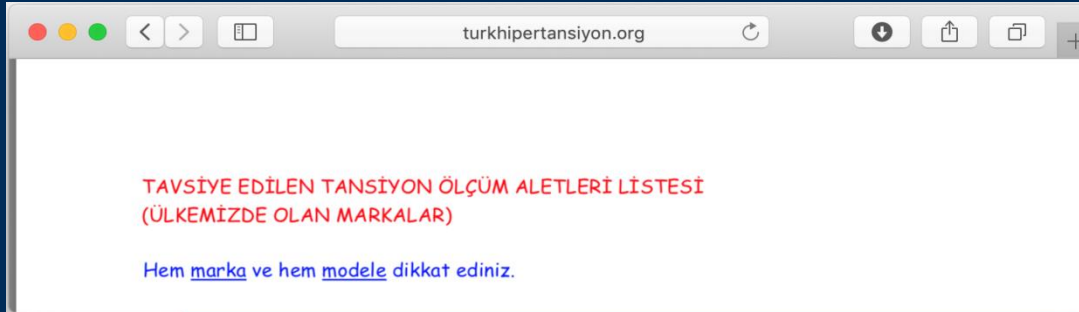 turkhipertansiyon.org
TAVSİYE EDİLEN TANSİYON ÖLÇÜM ALETLERİ LİSTESİ
(ÜLKEMİZDE OLAN MARKALAR)
Hem marka ve hem modele dikkat ediniz.